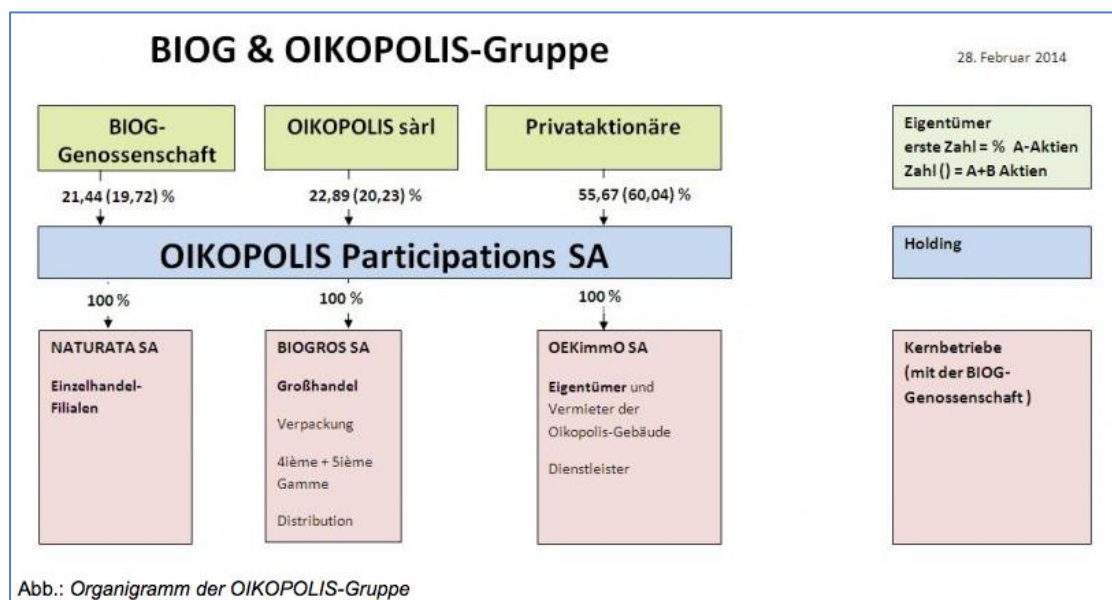 BIOG & OIKOPOLIS-Gruppe
28. Februar 2014
BIOG-
Genossenschaft
OIKOPOLIS sàrl
Privataktionäre
Eigentümer
erste Zahl = % A-Aktien
Zahl () = A+B Aktien
21,44 (19,72) %
22,89 (20,23) %
55,67 (60,04) %
OIKOPOLIS Participations SA
Holding
100 %
100 %
100 %
NATURATA SA
Einzelhandel-
Filialen
BIOGROS SA
Großhandel
Verpackung
4ième + 5ième
Gamme
Distribution
OEKimmO SA
Eigentümer und
Vermieter der
Oikopolis-Gebäude
Dienstleister
Kernbetriebe
(mit der BIOG-
Genossenschaft )
Abb.: Organigramm der OIKOPOLIS-Gruppe